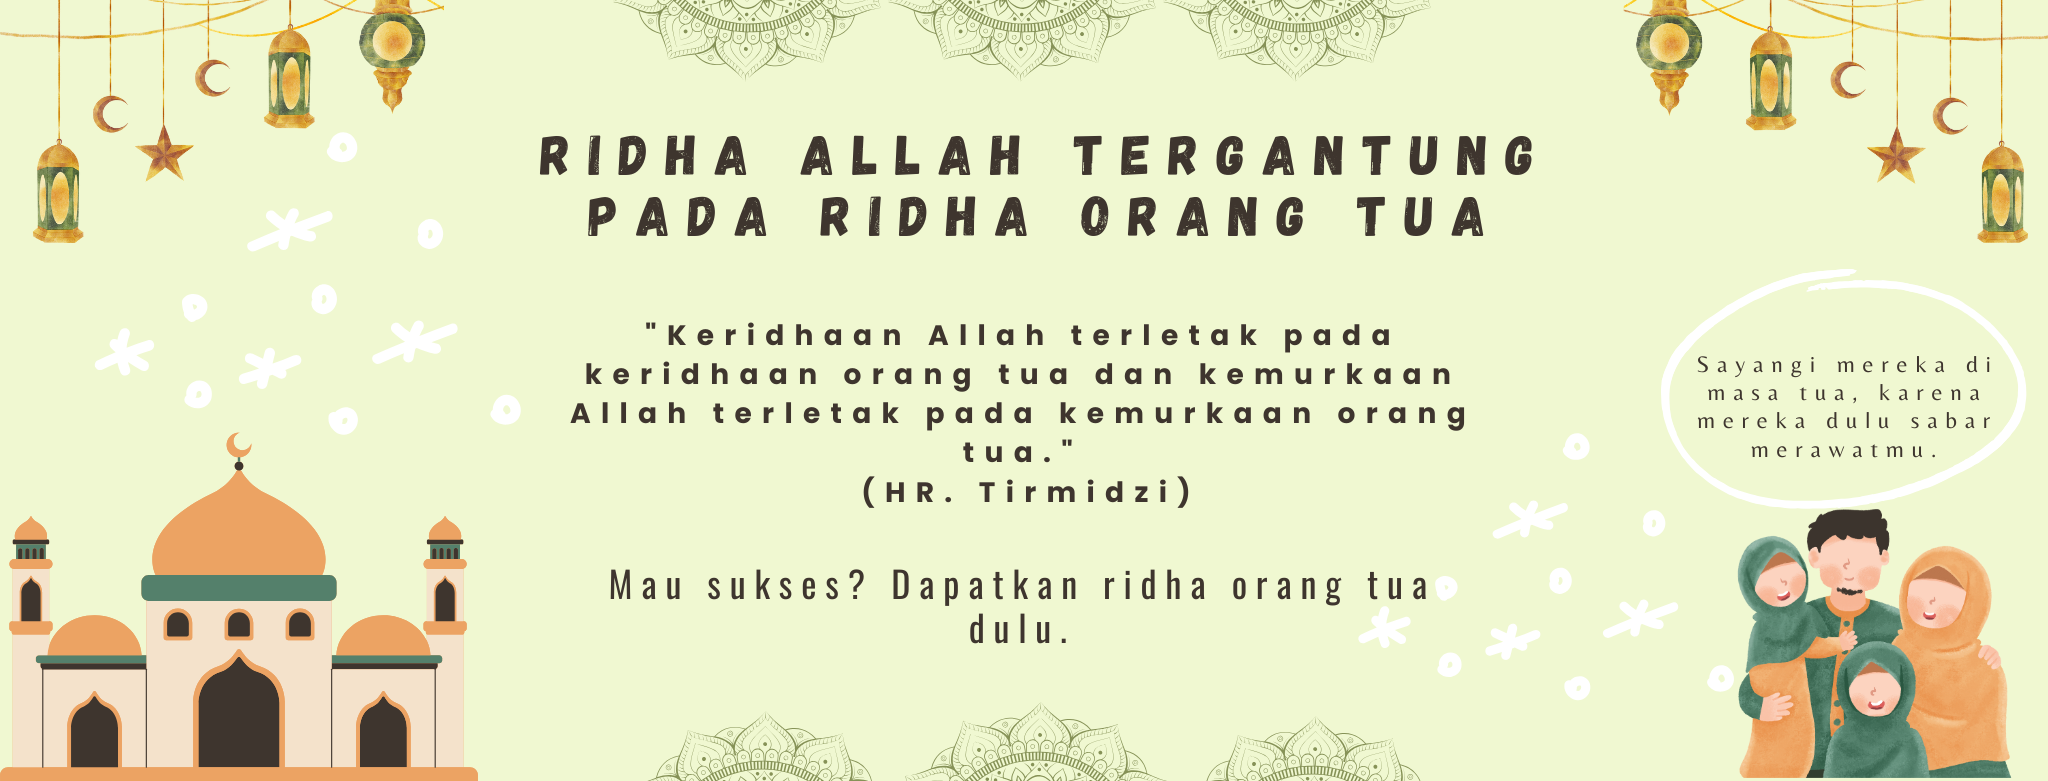 RIDHA ALLAH TERGANTUNG
PADA RIDHA ORANG TUA
"Keridhaan Allah terletak pada
keridhaan orang tua dan kemurkaan
Allah terletak pada kemurkaan orang
tua."
(HR. Tirmidzi)
Mau sukses? Dapatkan ridha orang tua
dulu.
Sayangi mereka di
masa tua, karena
mereka dulu sabar
merawatmu.